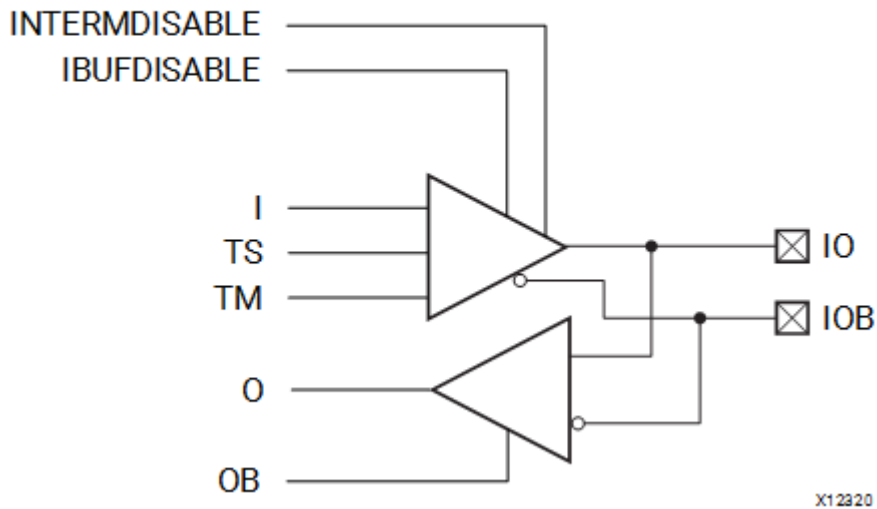 INTERMDISABLE
IBUFDISABLE
I
TS
IO
TM
IOB
O
OB
X12320